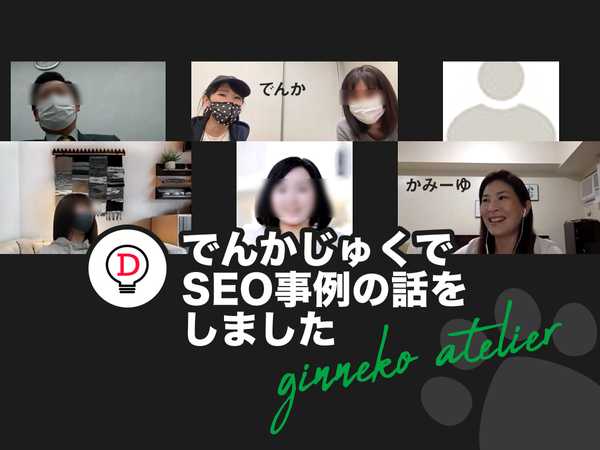 でんか
かみーゆ
D
でんかじゅくで
SEO事例の話を
しました
ginneko atelier